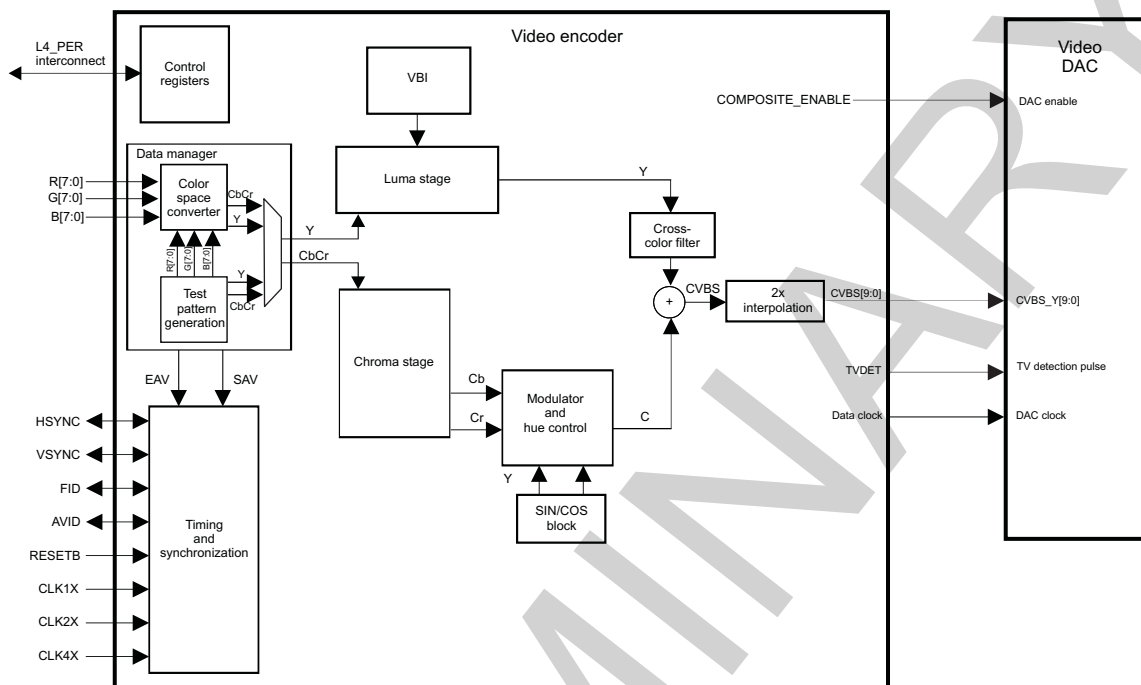 Video encoder
Video
DAC
L4_PER
interconnect
Control
registers
VBI
COMPOSITE_ENABLE
DAC enable
Data manager
R[7:0]
G[7:0]
B[7:0]
Color
space
converter
CbCr
Y
R[7:0]
G[7:0]
B[7:0]
Y
CbCr
Test
pattern
generation
Y
CbCr
Luma stage
Y
Cross-
color filter
+
CVBS
2x
interpolation
CVBS[9:0]
CVBS_Y[9:0]
Chroma stage
Cb
Cr
Modulator
and
hue control
C
Y
SIN/COS
block
TVDET
TV detection pulse
Data clock
DAC clock
EAV
SAV
HSYNC
VSYNC
FID
AVID
RESETB
CLK1X
CLK2X
CLK4X
Timing
and
synchronization
MINARY